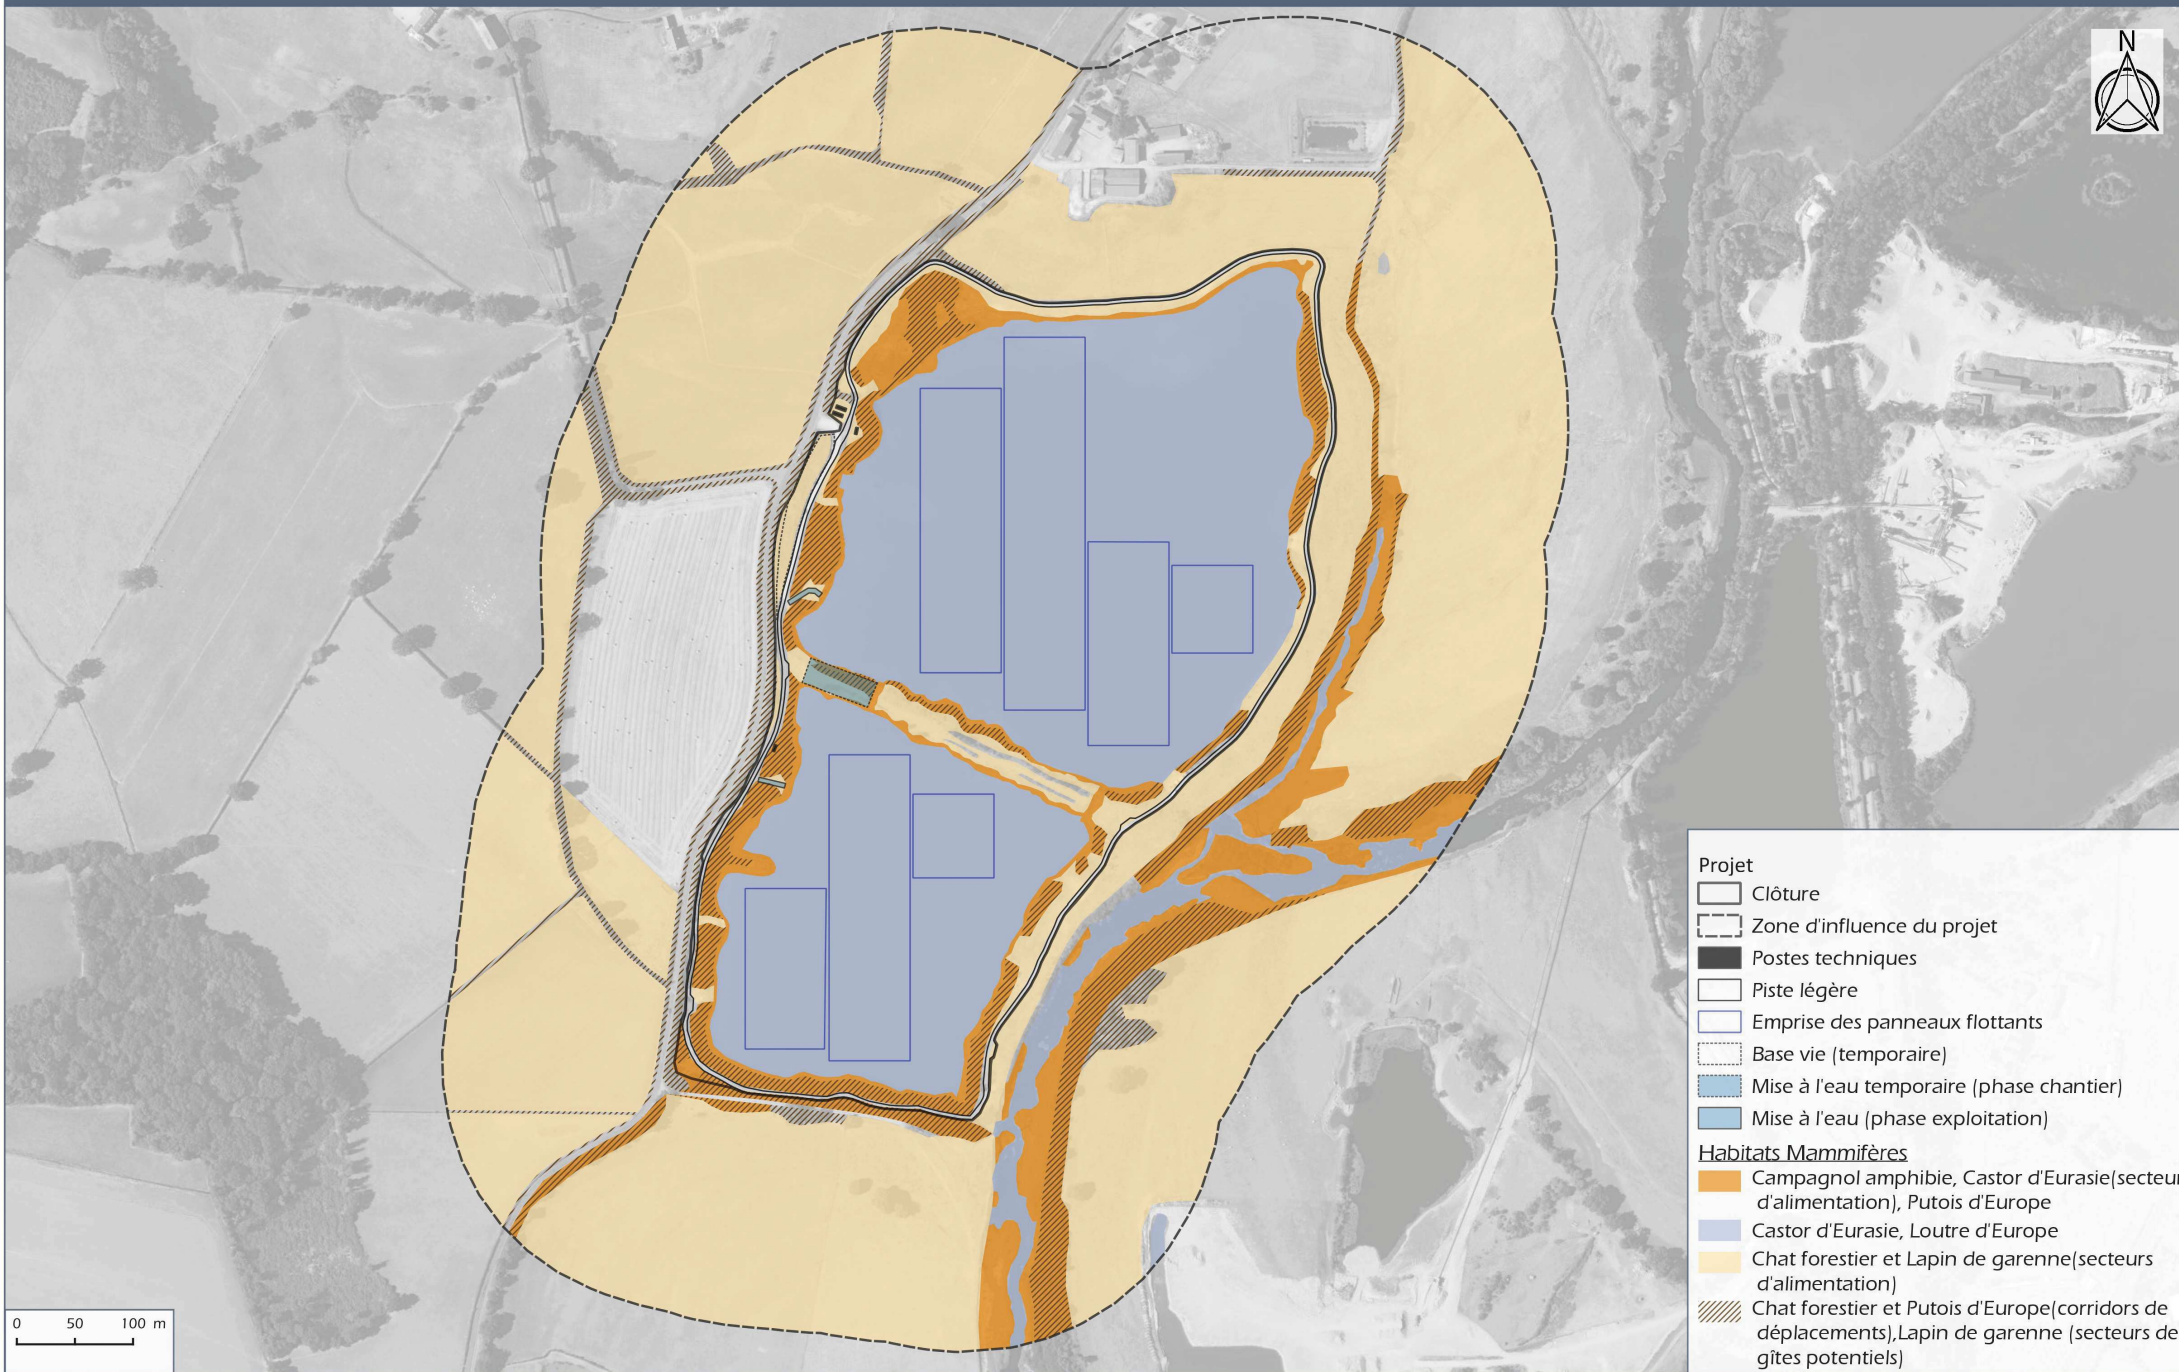 N
Projet
Clôture
Zone d'influence du projet
Postes techniques
Piste légère
Emprise des panneaux flottants
Base vie (temporaire)
Mise à l'eau temporaire (phase chantier)
Mise à l'eau (phase exploitation)
Habitats Mammifères
Campagnol amphibie, Castor d'Eurasie(secteur
d'alimentation), Putois d'Europe
Castor d'Eurasie, Loutre d'Europe
Chat forestier et Lapin de garenne(secteurs
d'alimentation)
Chat forestier et Putois d'Europe(corridors de
déplacements),Lapin de garenne (secteurs de
gîtes potentiels)
0 50 100 m